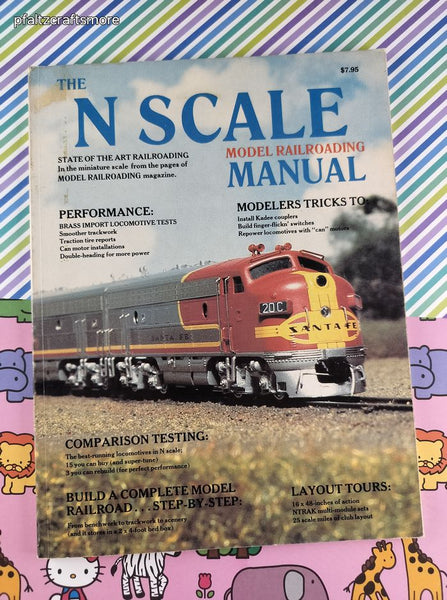 pfaltzcraftsmore
$7.95
THE
N SCALE
MODEL RAILROADING
MANUAL
STATE OF THE ART RAILROADING
In the miniature scale from the pages of
MODEL RAILROADING magazine.
PERFORMANCE:
BRASS IMPORT LOCOMOTIVE TESTS
Smoother trackwork
Traction tire reports
Can motor installations
Double-heading for more power
MODELERS TRICKS TO:
Install Kadee couplers
Build finger-flickn' switches
Repower locomotives with "can" motors
20C
SANTA FE
SANTA FE
COMPARISON TESTING:
The best-running locomotives in N scale;
15 you can buy (and super-tune)
3 you can rebuild (for perfect performance)
BUILD A COMPLETE MODEL
RAILROAD . . . STEP-BY-STEP:
From benchwork to trackwork to scenery
(and it stores in a 2 x 4-foot bed box)
LAYOUT TOURS:
16 x 48-inches of action
NTRAK multi-module sets
25 scale miles of club layout